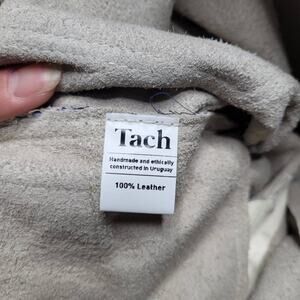 Tach
Handmade and ethically
constructed in Uruguay
100% Leather